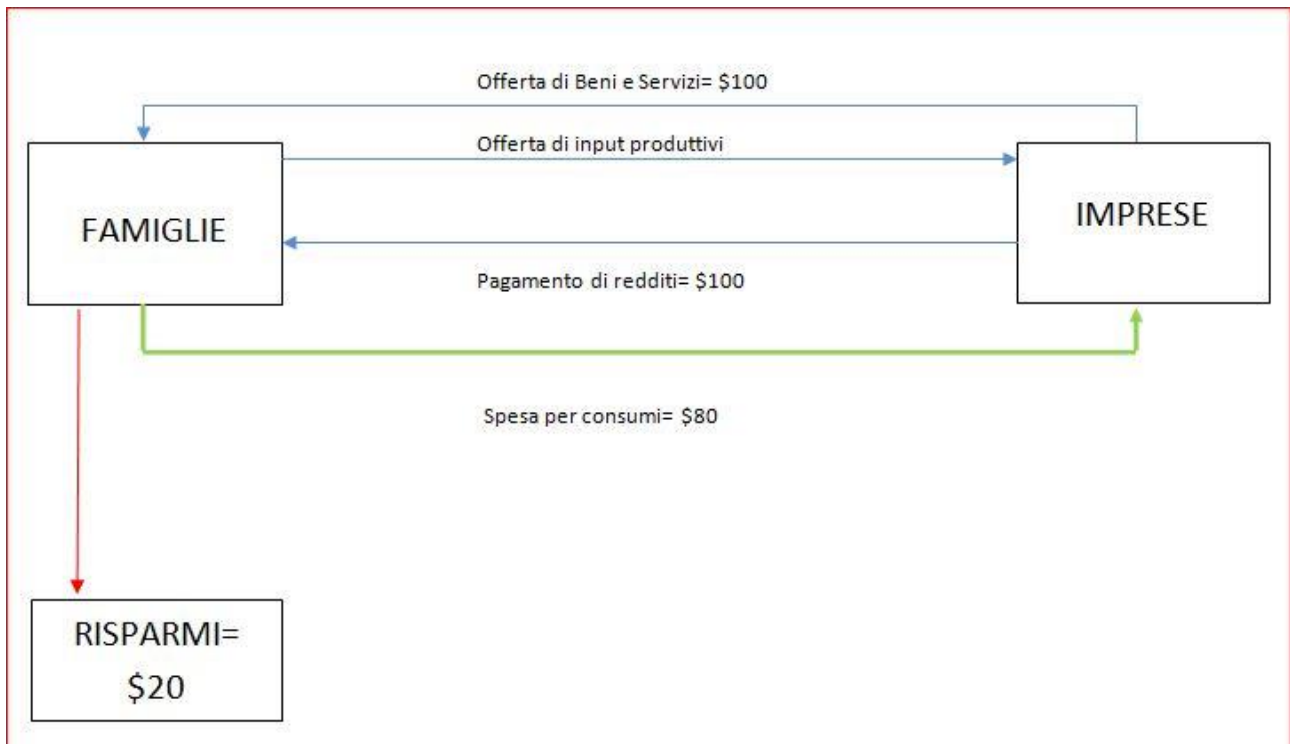 Offerta di Beni e Servizi= $100
Offerta di input produttivi
FAMIGLIE
IMPRESE
Pagamento di redditi= $100
Spesa per consumi= $80
RISPARMI=
$20